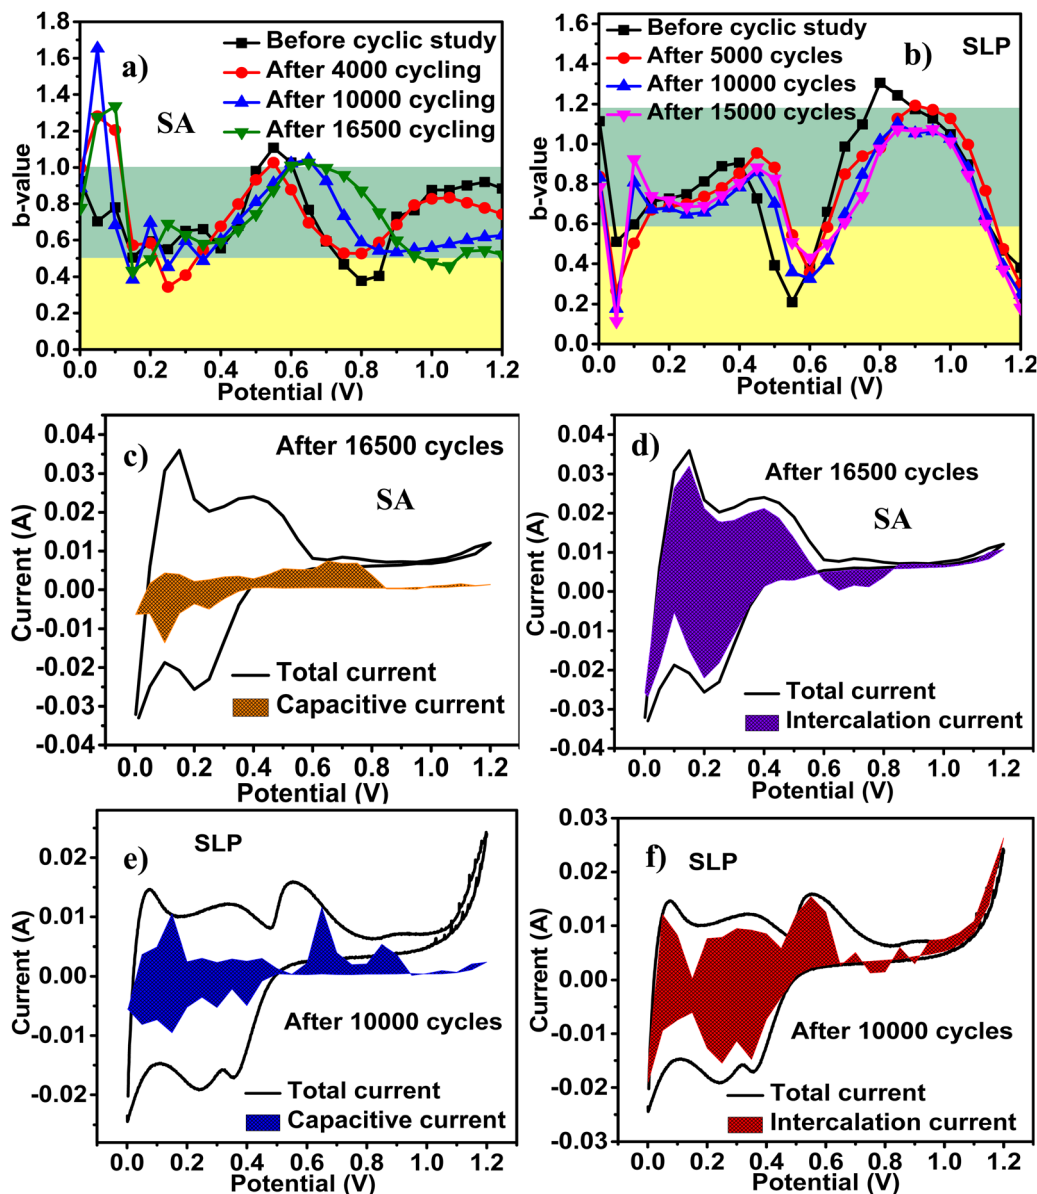 a)
SA
Before cyclic study
After 4000 cycling
After 10000 cycling
After 16500 cycling
b-value
1.8
1.6
1.4
1.2
1.0
0.8
0.6
0.4
0.2
0.0
0.0 0.2 0.4 0.6 0.8 1.0 1.2
Potential (V)
b)
SLP
Before cyclic study
After 5000 cycles
After 10000 cycles
After 15000 cycles
b-value
1.6
1.4
1.2
1.0
0.8
0.6
0.4
0.2
0.0
0.0 0.2 0.4 0.6 0.8 1.0 1.2
Potential (V)
c)
After 16500 cycles
SA
Current (A)
0.04
0.03
0.02
0.01
0.00
-0.01
-0.02
-0.03
-0.04
Total current
Capacitive current
0.0 0.2 0.4 0.6 0.8 1.0 1.2
Potential (V)
d)
After 16500 cycles
SA
Current (A)
0.04
0.03
0.02
0.01
0.00
-0.01
-0.02
-0.03
-0.04
Total current
Intercalation current
0.0 0.2 0.4 0.6 0.8 1.0 1.2
Potential (V)
e)
SLP
Current (A)
0.02
0.01
0.00
-0.01
-0.02
After 10000 cycles
Total current
Capacitive current
0.0 0.2 0.4 0.6 0.8 1.0 1.2
Potential (V)
f)
SLP
Current (A)
0.03
0.02
0.01
0.00
-0.01
-0.02
-0.03
After 10000 cycles
Total current
Intercalation current
0.0 0.2 0.4 0.6 0.8 1.0 1.2
Potential (V)